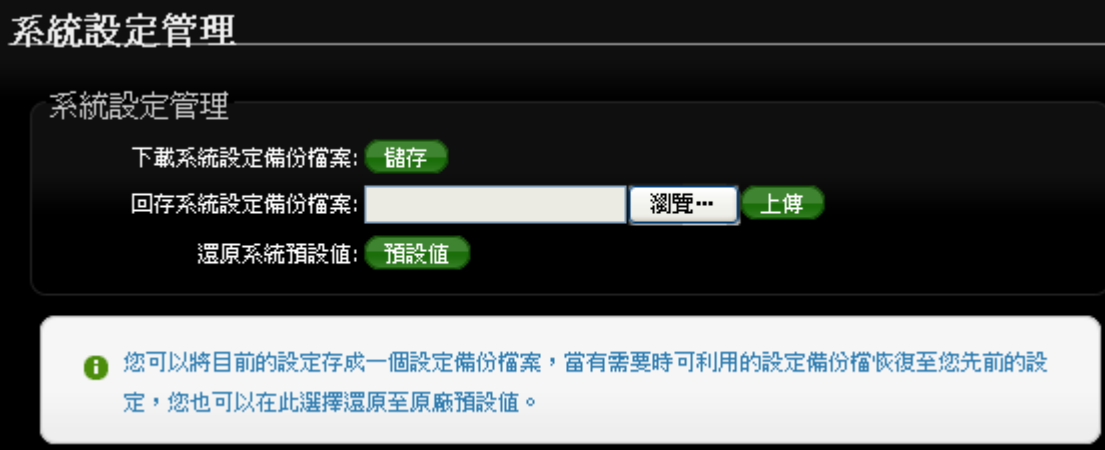 系統設定管理
系統設定管理
下載系統設定備份檔案: 儲存
回存系統設定備份檔案: 瀏覽… 上傳
還原系統預設值: 預設值
您可以將目前的設定存成一個設定備份檔案，當有需要時可利用的設定備份檔恢復至您先前的設
定，您也可以在此選擇還原至原廠預設值。